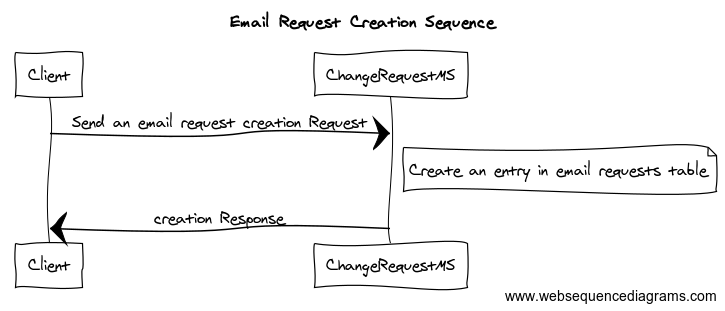 Email Request Creation Sequence
Client
ChangeRequestMS
Send an email request creation Request
Create an entry in email requests table
creation Response
Client
ChangeRequestMS
www.websequencediagrams.com